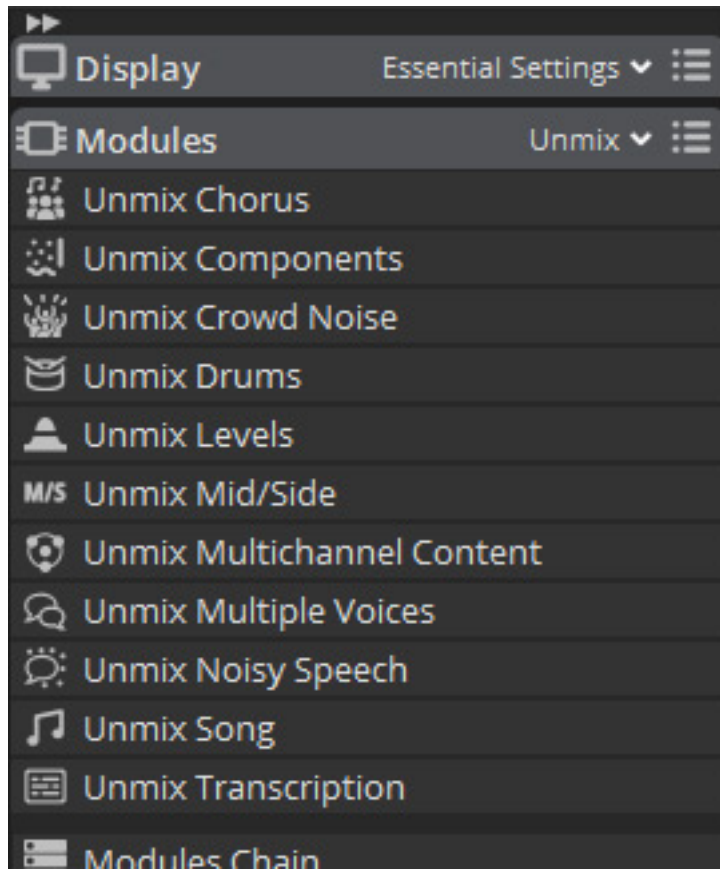 Display Essential Settings
Modules Unmix
Unmix Chorus
Unmix Components
Unmix Crowd Noise
Unmix Drums
Unmix Levels
M/S Unmix Mid/Side
Unmix Multichannel Content
Unmix Multiple Voices
Unmix Noisy Speech
Unmix Song
Unmix Transcription
Modules Chain